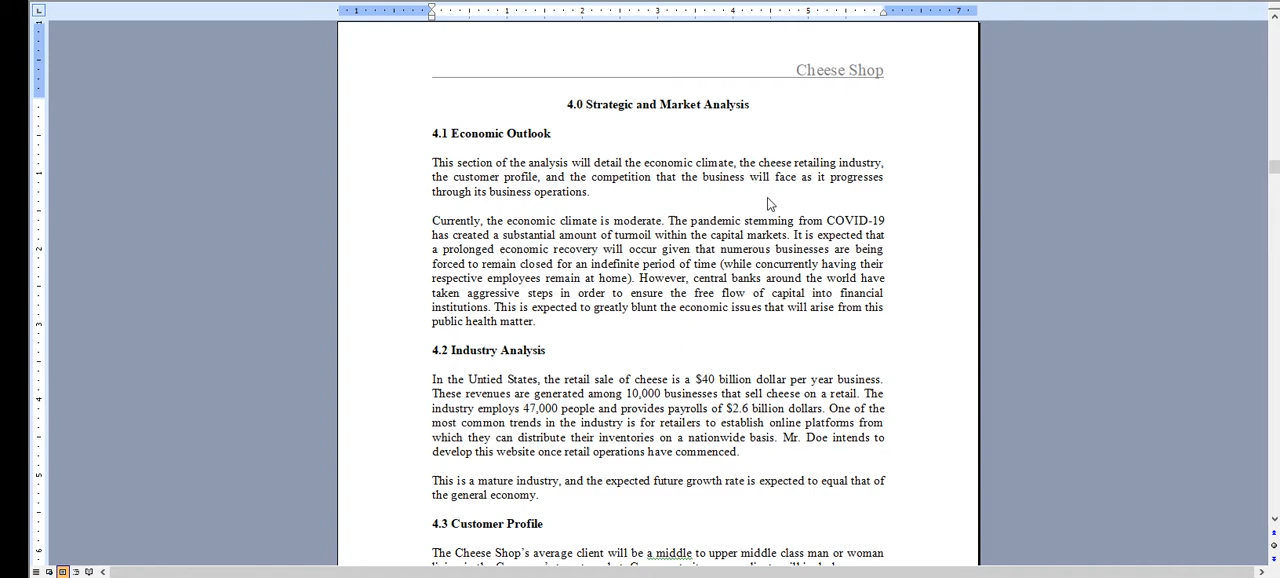 1 1 2 3 4 5 7
Cheese Shop
4.0 Strategic and Market Analysis
4.1 Economic Outlook
This section of the analysis will detail the economic climate, the cheese retailing industry,
the customer profile, and the competition that the business will face as it progresses
through its business operations.
Currently, the economic climate is moderate. The pandemic stemming from COVID-19
has created a substantial amount of turmoil within the capital markets. It is expected that
a prolonged economic recovery will occur given that numerous businesses are being
forced to remain closed for an indefinite period of time (while concurrently having their
respective employees remain at home). However, central banks around the world have
taken aggressive steps in order to ensure the free flow of capital into financial
institutions. This is expected to greatly blunt the economic issues that will arise from this
public health matter.
4.2 Industry Analysis
In the Untied States, the retail sale of cheese is a $40 billion dollar per year business.
These revenues are generated among 10,000 businesses that sell cheese on a retail. The
industry employs 47,000 people and provides payrolls of $2.6 billion dollars. One of the
most common trends in the industry is for retailers to establish online platforms from
which they can distribute their inventories on a nationwide basis. Mr. Doe intends to
develop this website once retail operations have commenced.
This is a mature industry, and the expected future growth rate is expected to equal that of
the general economy.
4.3 Customer Profile
The Cheese Shop's average client will be a middle to upper middle class man or woman